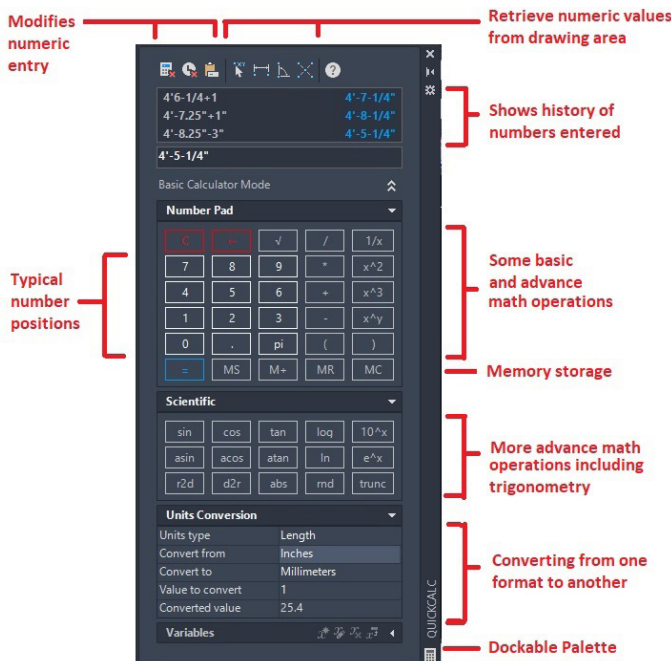 Modifies
numeric
entry
Retrieve numeric values
from drawing area
4'6-1/4+1 4'-7-1/4"
4'-7.25"+1" 4'-8-1/4"
4'-8.25"-3" 4'-5-1/4"
4'-5-1/4"
Shows history of
numbers entered
Basic Calculator Mode
Number Pad
C ← √ / 1/x
7 8 9 * x^2
4 5 6 + x^3
1 2 3 - x^y
0 . pi ( )
= MS M+ MR MC
Typical
number
positions
Some basic
and advance
math operations
Memory storage
Scientific
sin cos tan log 10^x
asin acos atan ln e^x
r2d d2r abs rnd trunc
More advance math
operations including
trigonometry
Units Conversion
Units type Length
Convert from Inches
Convert to Millimeters
Value to convert 1
Converted value 25.4
Converting from one
format to another
Variables
QUICKCALC
Dockable Palette